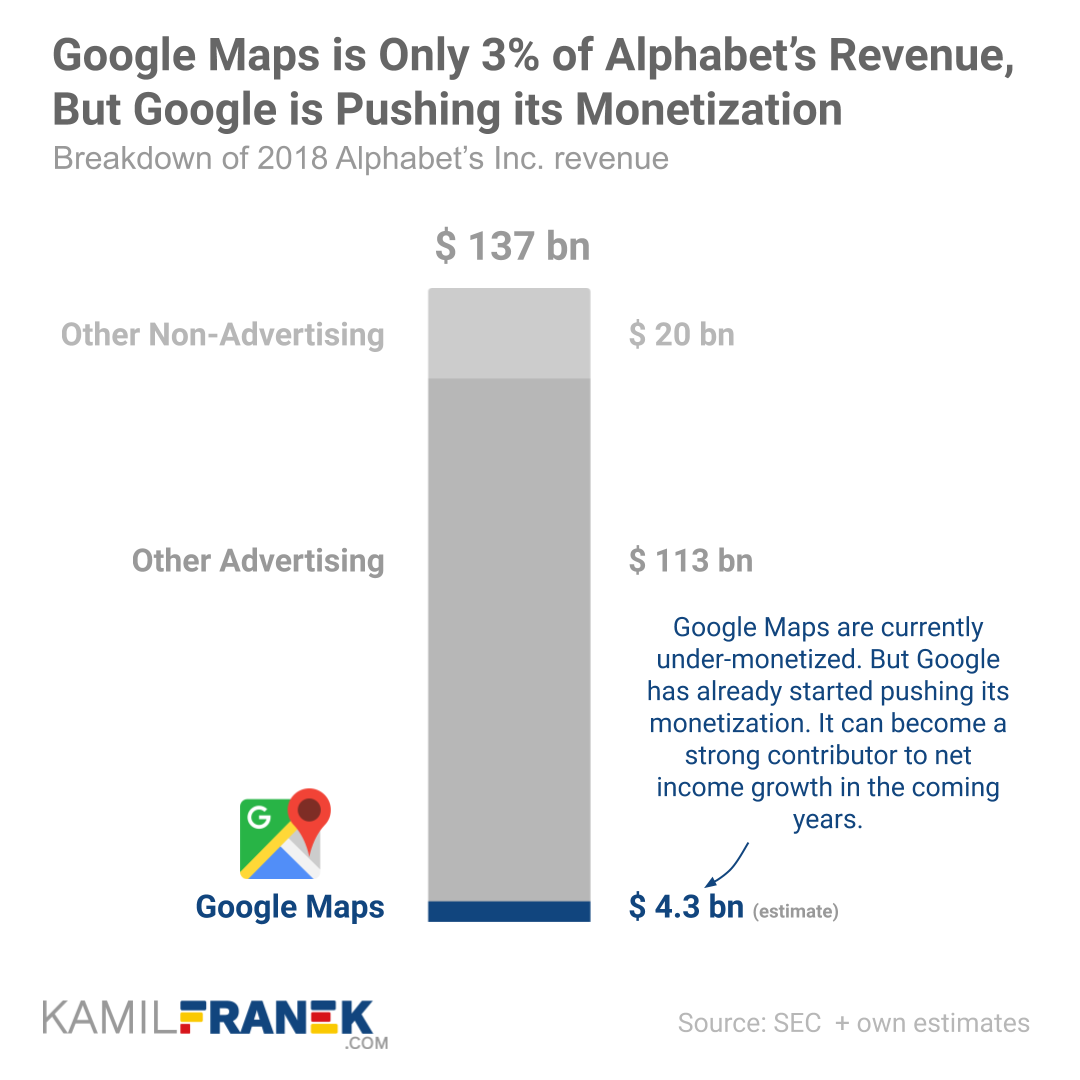 Google Maps is Only 3% of Alphabet’s Revenue,
But Google is Pushing its Monetization
Breakdown of 2018 Alphabet’s Inc. revenue
$ 137 bn
Other Non-Advertising
$ 20 bn
Other Advertising
$ 113 bn
Google Maps are currently
under-monetized. But Google
has already started pushing its
monetization. It can become a
strong contributor to net
income growth in the coming
years.
G
Google Maps
$ 4.3 bn (estimate)
KAMILFRANEK
.COM
Source: SEC + own estimates